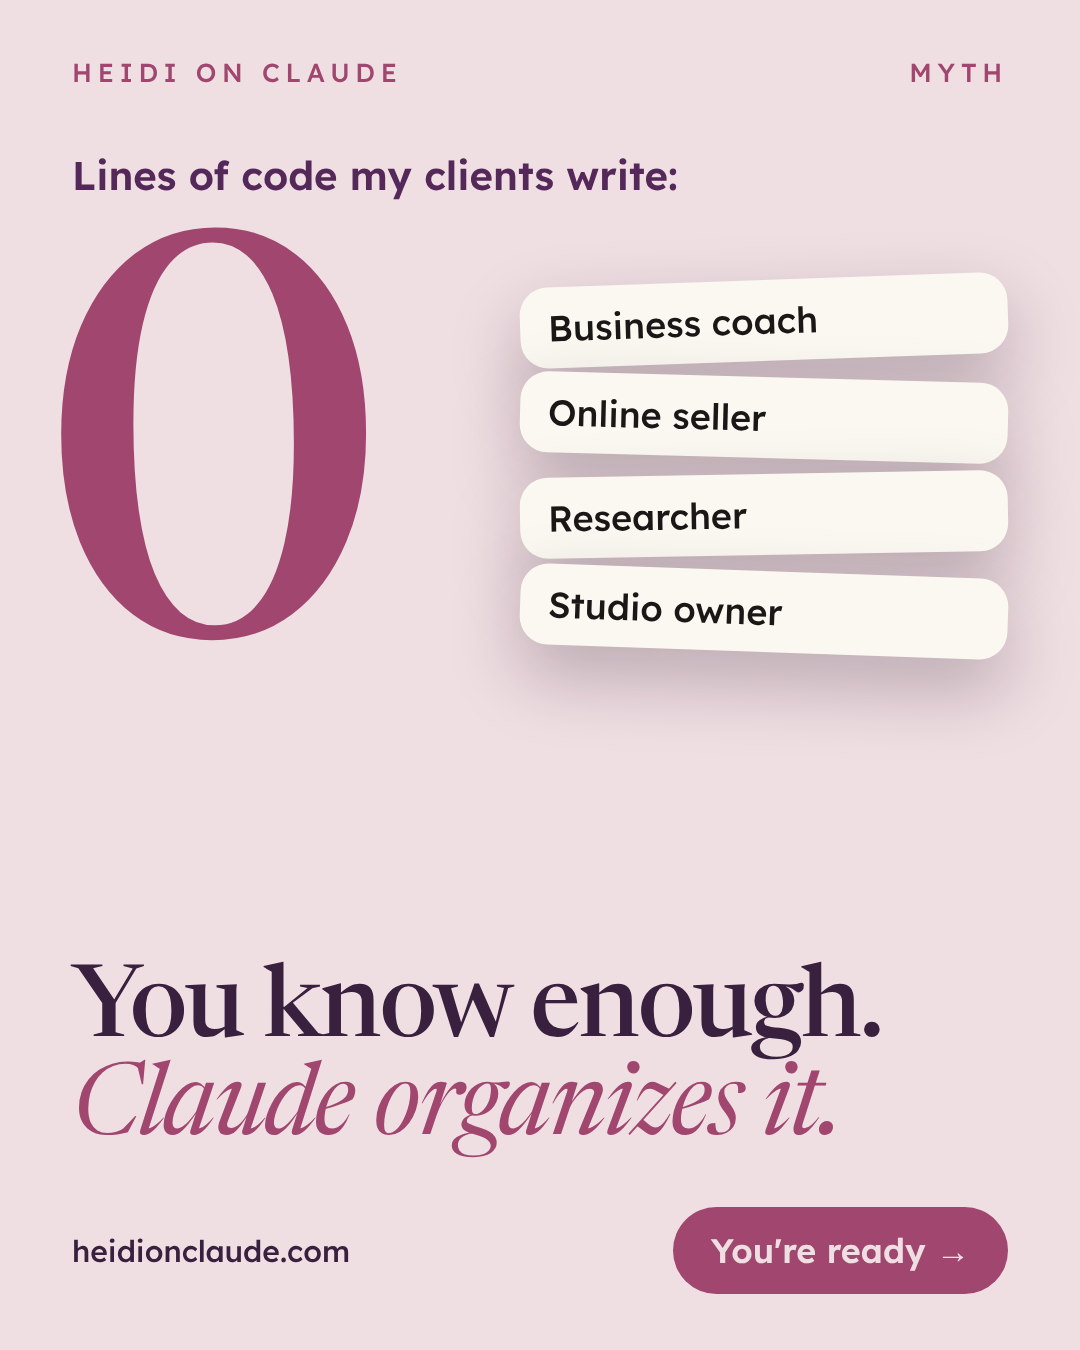 HEIDI ON CLAUDE
MYTH
Lines of code my clients write:
0
Business coach
Online seller
Researcher
Studio owner
You know enough.
Claude organizes it.
heidionclaude.com
You're ready →